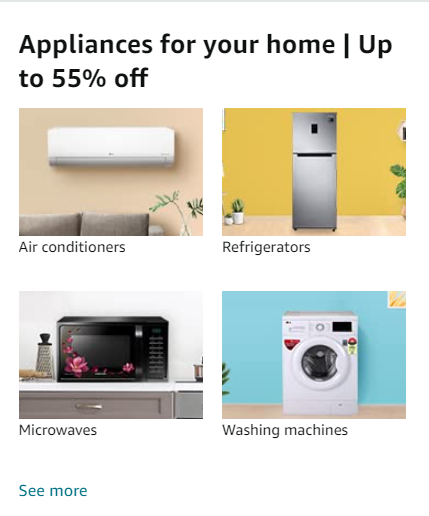 Appliances for your home | Up
to 55% off
Air conditioners
Refrigerators
Microwaves
Washing machines
See more